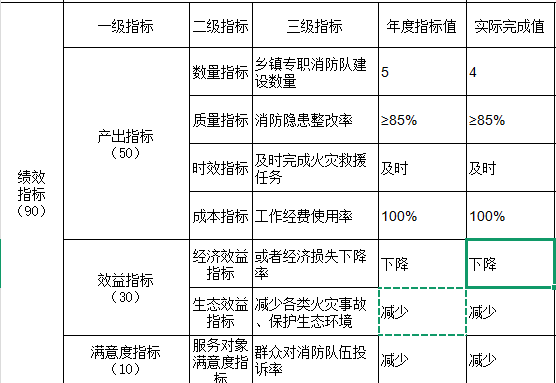 一级指标 二级指标 三级指标 年度指标值 实际完成值
绩效
指标
（90）
产出指标
（50）
数量指标 乡镇专职消防队建
设数量 5 4
质量指标 消防隐患整改率 ≥85% ≥85%
时效指标 及时完成火灾救援
任务 及时 及时
成本指标 工作经费使用率 100% 100%
效益指标
（30）
经济效益
指标 或者经济损失下降
率 下降 下降
生态效益
指标 减少各类火灾事故
、保护生态环境 减少 减少
满意度指标
（10）
服务对象
满意度指
标 群众对消防队伍投
诉率 减少 减少